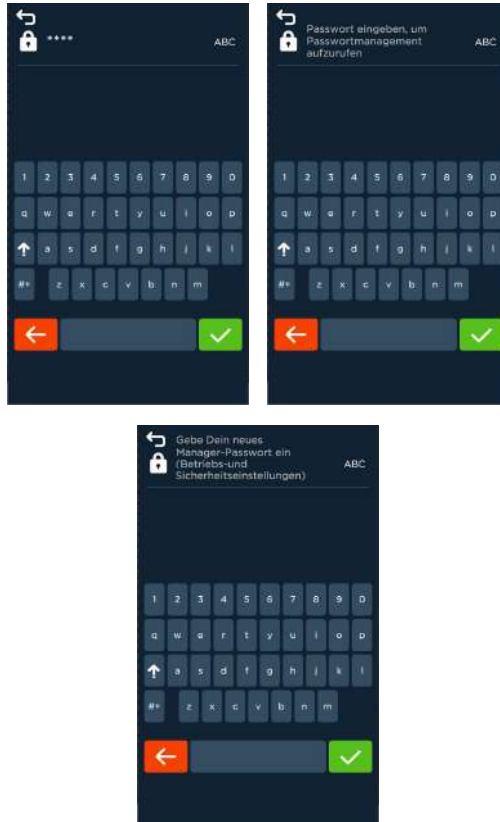 **** ABC
1 2 3 4 5 6 7 8 9 0
q w e r t y u i o p
a s d f g h j k l
#+ z x c v b n m
Passwort eingeben, um
Passwortmanagement ABC
aufzurufen
1 2 3 4 5 6 7 8 9 0
q w e r t y u i o p
a s d f g h j k l
#+ z x c v b n m
Gebe Dein neues
Manager-Passwort ein
(Betriebs-und ABC
Sicherheitseinstellungen)
1 2 3 4 5 6 7 8 9 0
q w e r t y u i o p
a s d f g h j k l
#+ z x c v b n m